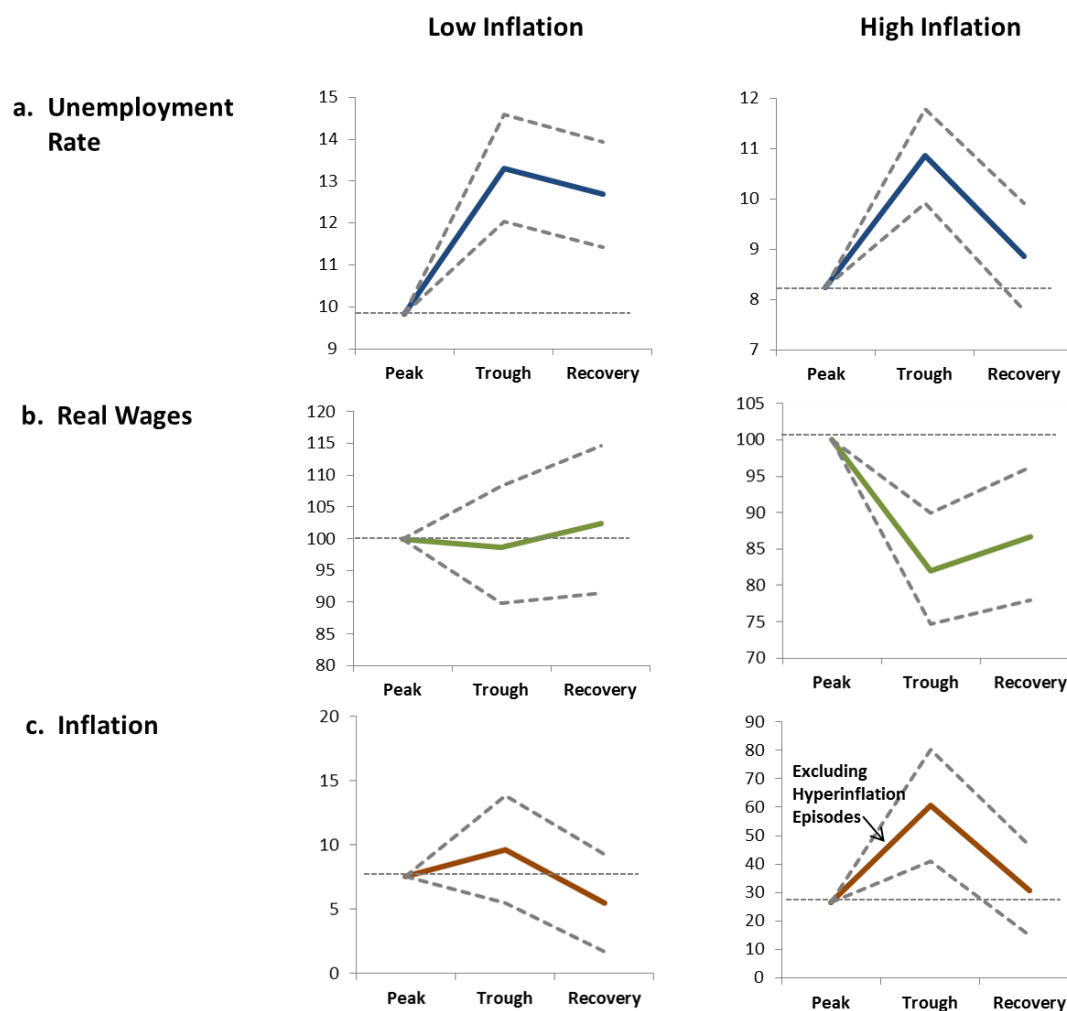 Low Inflation
High Inflation
a. Unemployment
Rate
15
14
13
12
11
10
9
Peak
Trough
Recovery
12
11
10
9
8
7
Peak
Trough
Recovery
b. Real Wages
120
115
110
105
100
95
90
85
80
Peak
Trough
Recovery
105
100
95
90
85
80
75
70
Peak
Trough
Recovery
c. Inflation
20
15
10
5
0
Peak
Trough
Recovery
90
80
70
60
50
40
30
20
10
0
Excluding
Hyperinflation
Episodes
Peak
Trough
Recovery